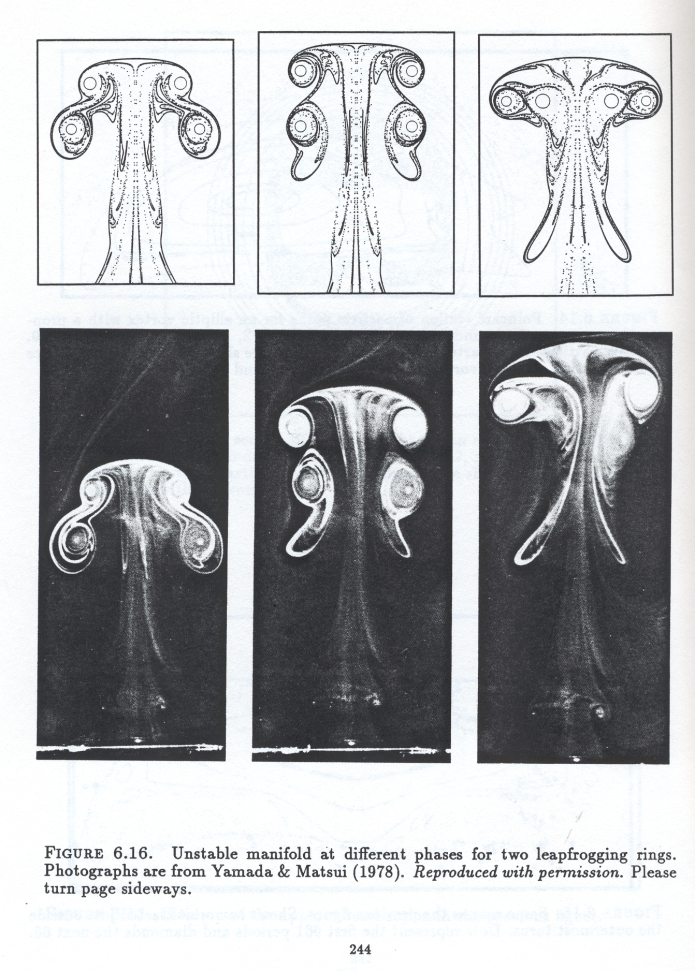 FIGURE 6.16. Unstable manifold at different phases for two leapfrogging rings.
Photographs are from Yamada & Matsui (1978). Reproduced with permission. Please
turn page sideways.
244